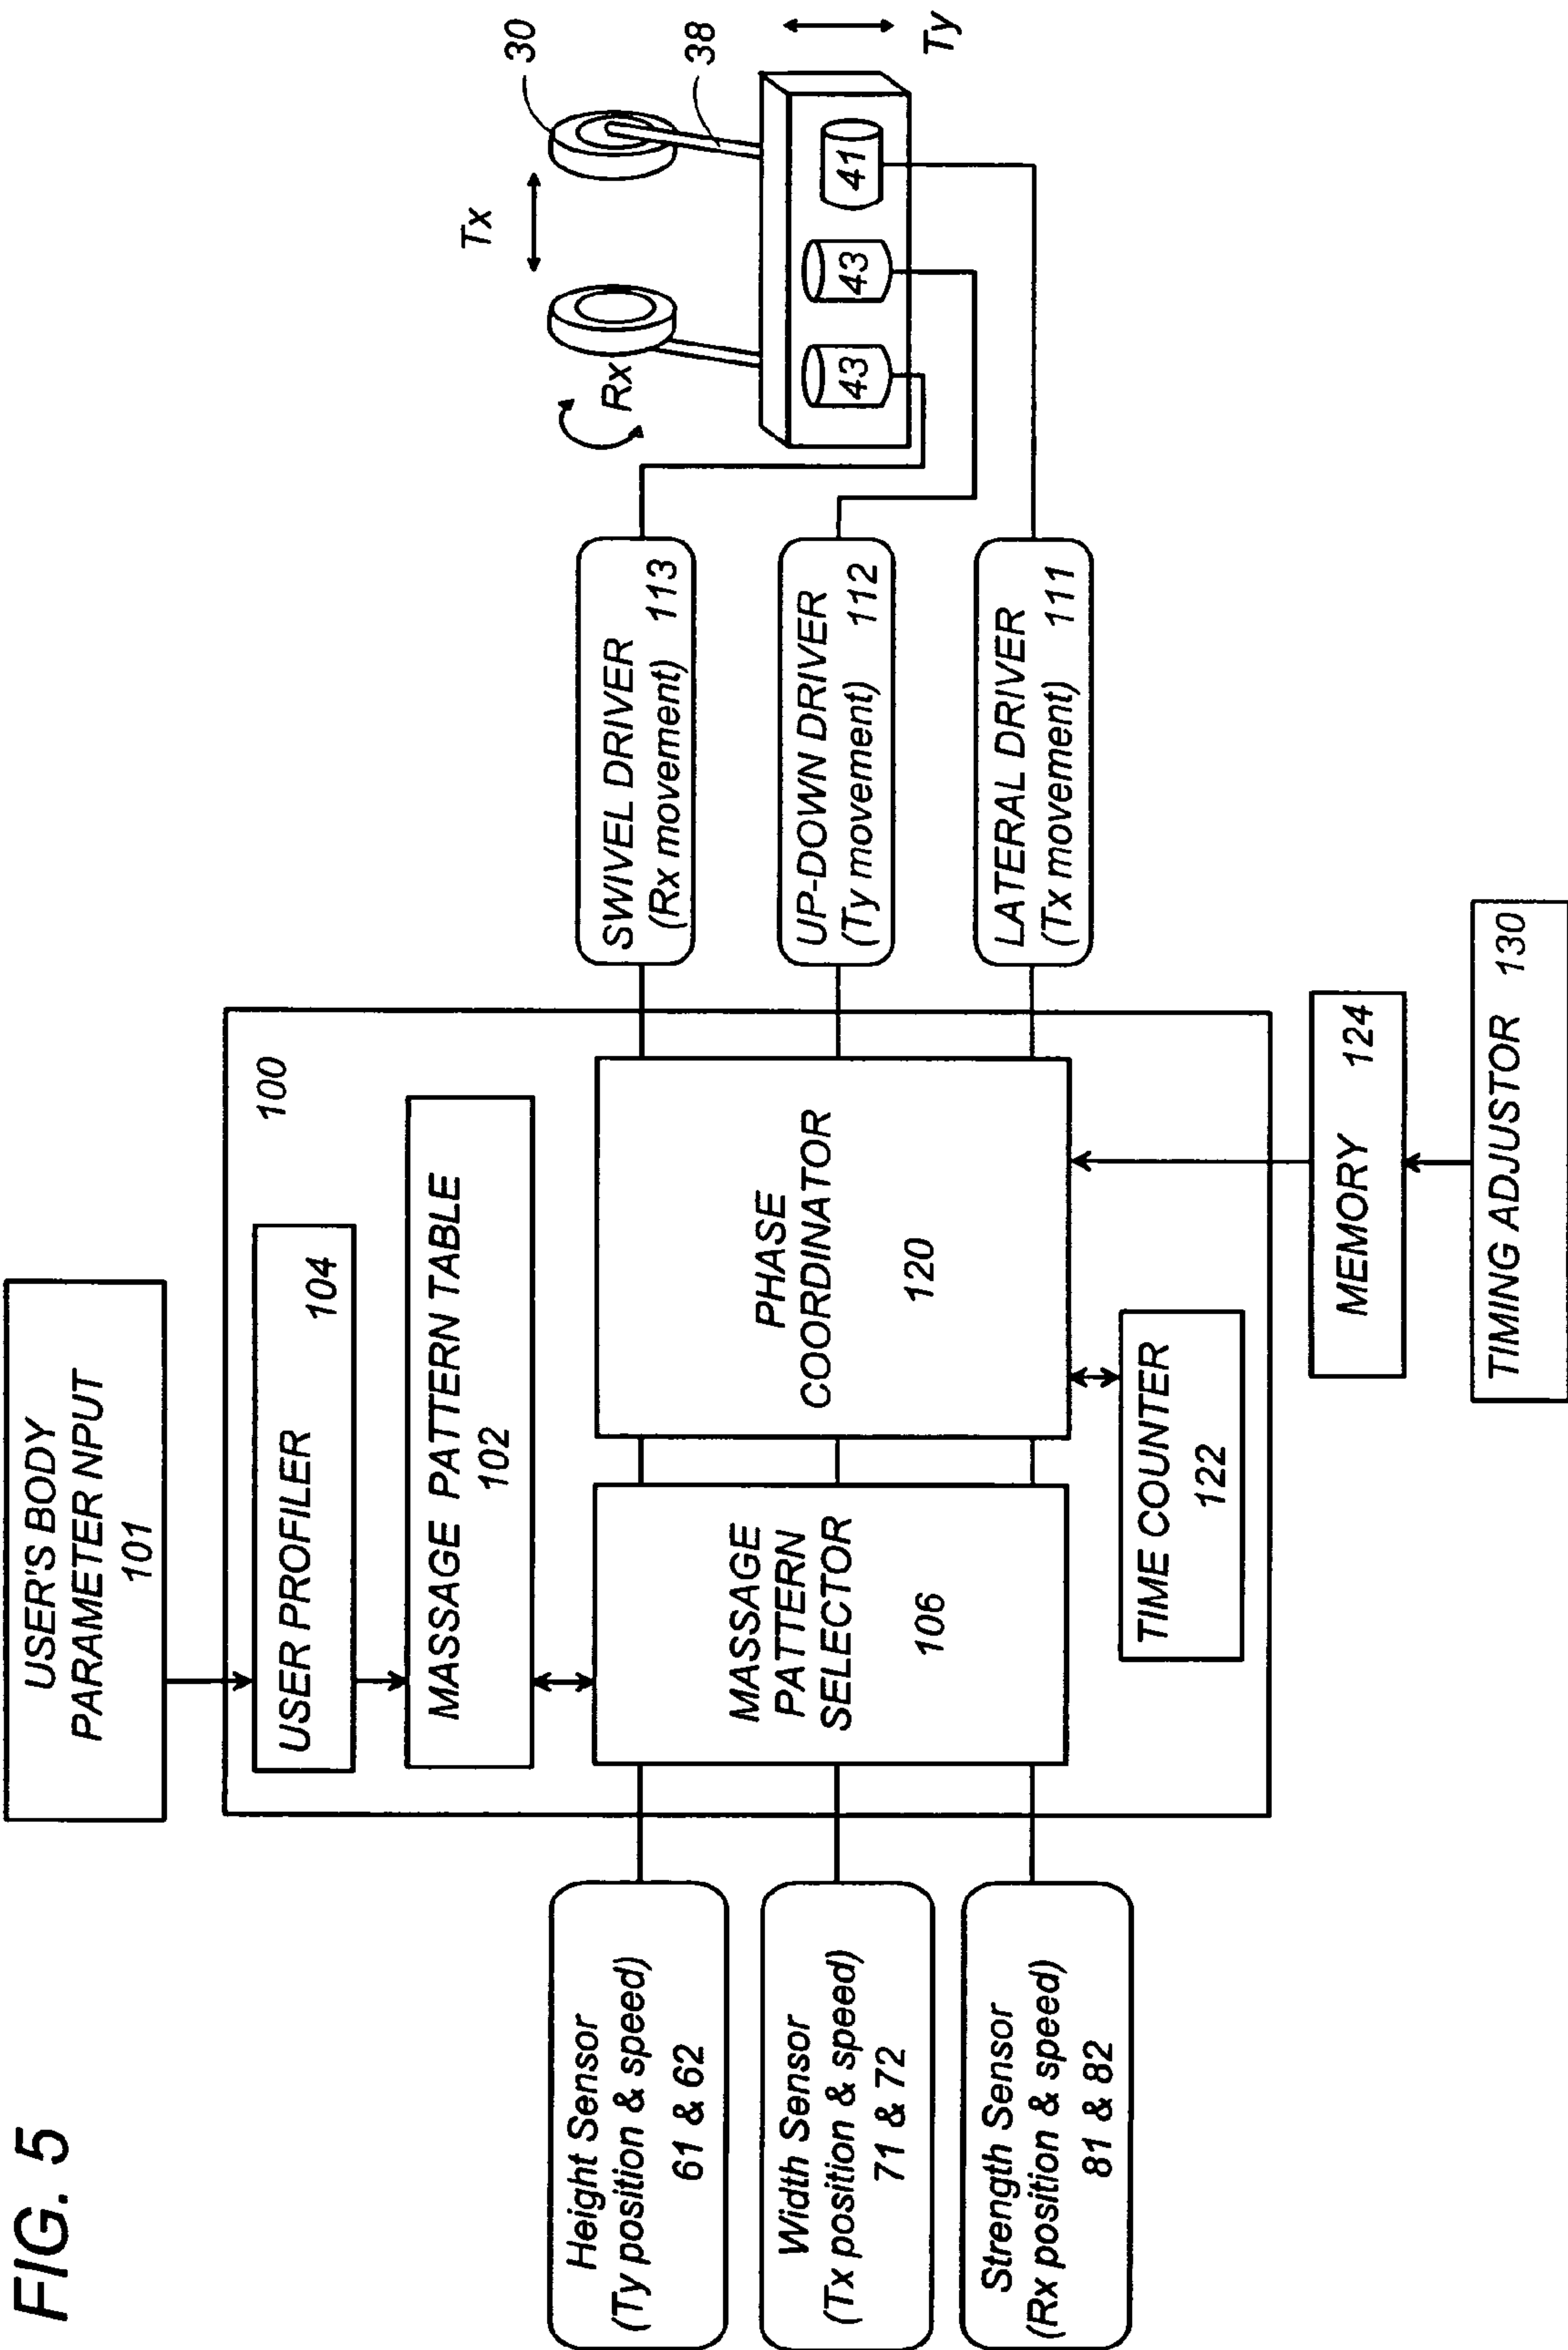 FIG. 5
USER'S BODY
PARAMETER NPUT
101
100
USER PROFILER
104
MASSAGE PATTERN TABLE
102
Height Sensor
(Ty position & speed)
61 & 62
Width Sensor
(Tx position & speed)
71 & 72
Strength Sensor
(Rx position & speed)
81 & 82
MASSAGE
PATTERN
SELECTOR
106
PHASE
COORDINATOR
120
TIME COUNTER
122
MEMORY 124
TIMING ADJUSTOR 130
SWIVEL DRIVER
(Rx movement) 113
UP-DOWN DRIVER
(Ty movement) 112
LATERAL DRIVER
(Tx movement) 111
Tx
Rx
30
38
43
43
41
Ty